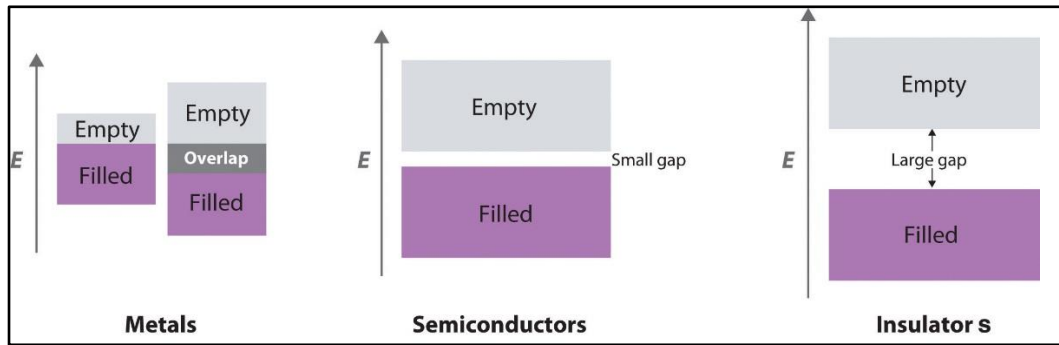 E
Empty
Filled
Empty
Overlap
Filled
Metals
E
Empty
Small gap
Filled
Semiconductors
E
Empty
Large gap
Filled
Insulator s